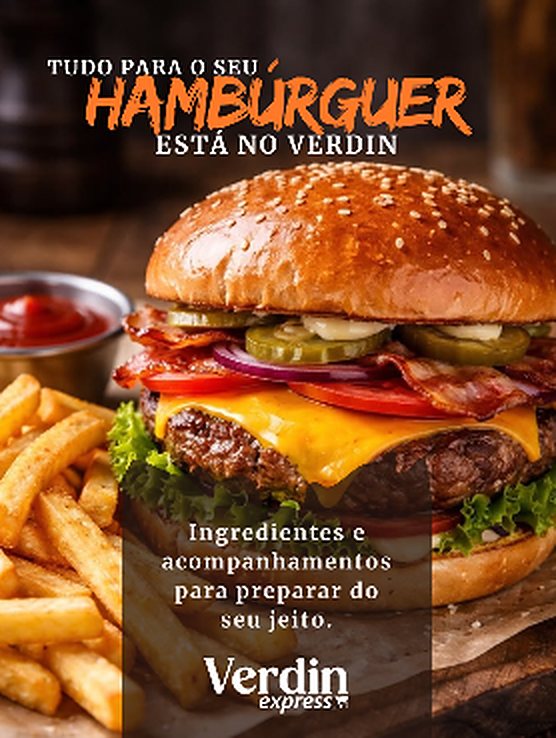 TUDO PARA O SEU
HAMBÚRGUER
ESTÁ NO VERDIN
Ingredientes e
acompanhamentos
para preparar do
seu jeito.
Verdin
express